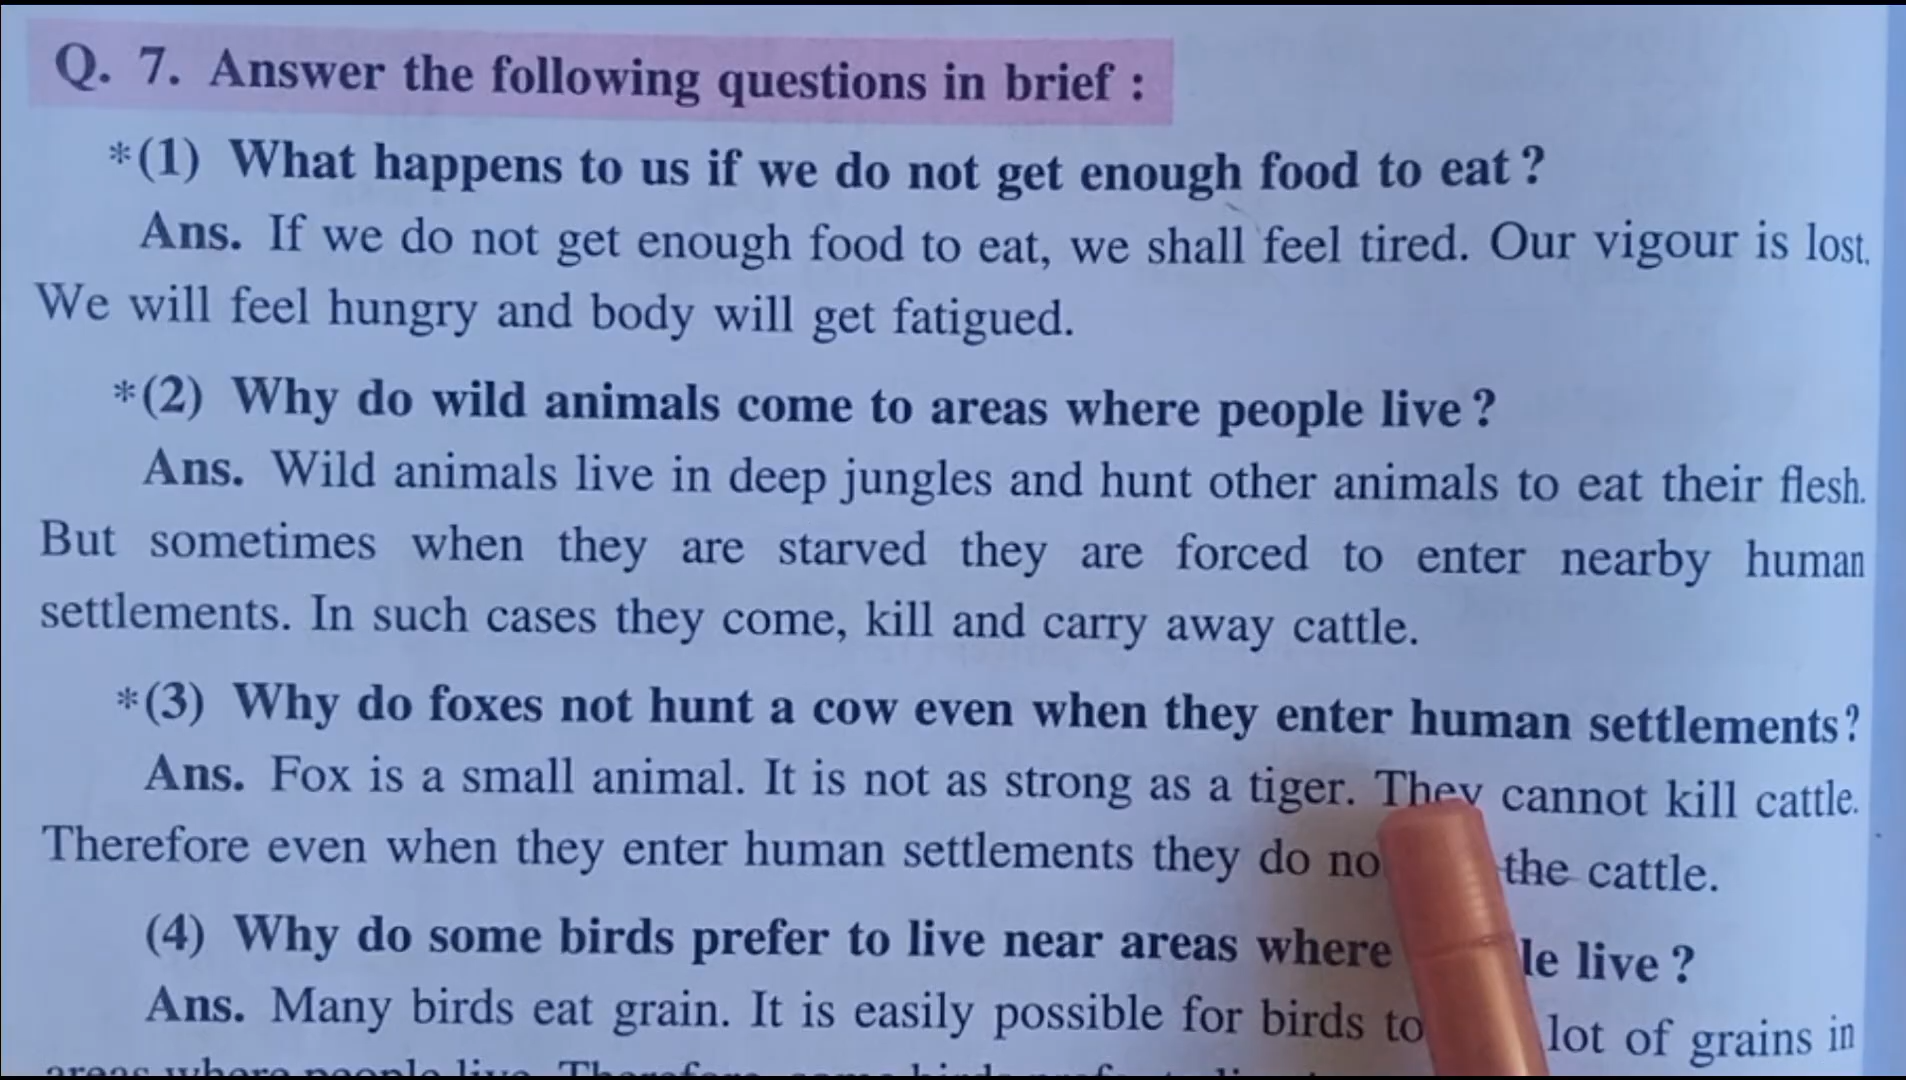 Q. 7. Answer the following questions in brief :
*(1) What happens to us if we do not get enough food to eat?
Ans. If we do not get enough food to eat, we shall feel tired. Our vigour is lost.
We will feel hungry and body will get fatigued.
*(2) Why do wild animals come to areas where people live?
Ans. Wild animals live in deep jungles and hunt other animals to eat their flesh.
But sometimes when they are starved they are forced to enter nearby human
settlements. In such cases they come, kill and carry away cattle.
*(3) Why do foxes not hunt a cow even when they enter human settlements?
Ans. Fox is a small animal. It is not as strong as a tiger. They cannot kill cattle.
Therefore even when they enter human settlements they do the cattle.
(4) Why do some birds prefer to live near areas where live?
Ans. Many birds eat grain. It is easily possible for birds to lot of grains in
areas where people live. Therefore, some birds prefer